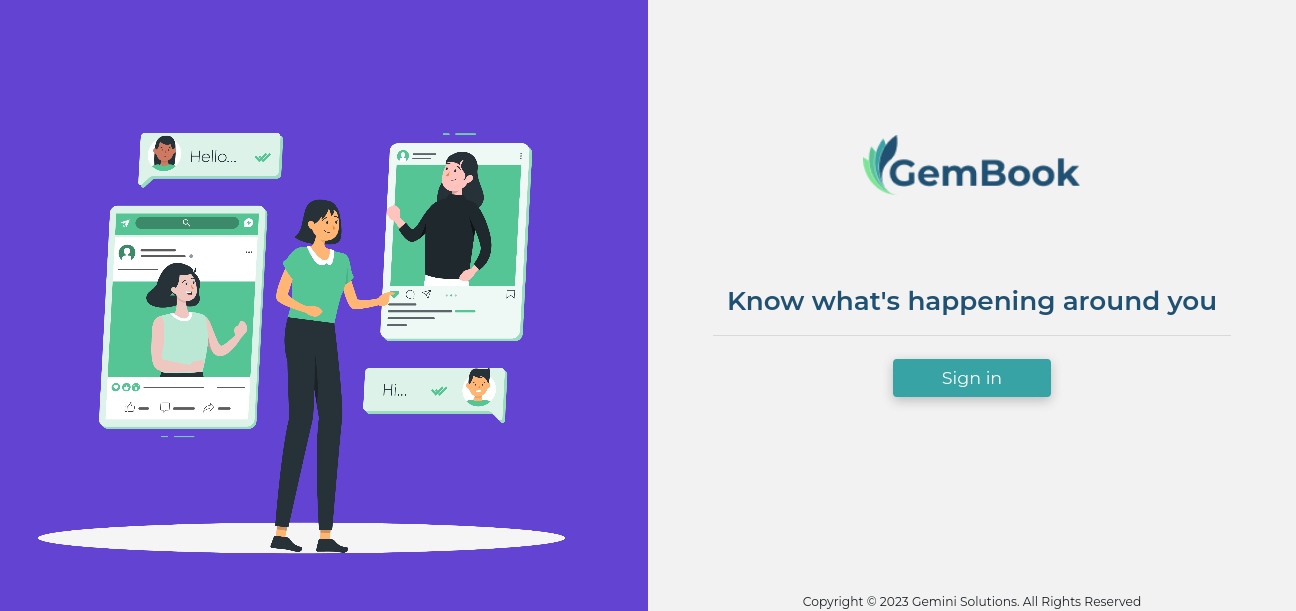 Hello...
Hi...
GemBook
Know what's happening around you
Sign in
Copyright © 2023 Gemini Solutions. All Rights Reserved